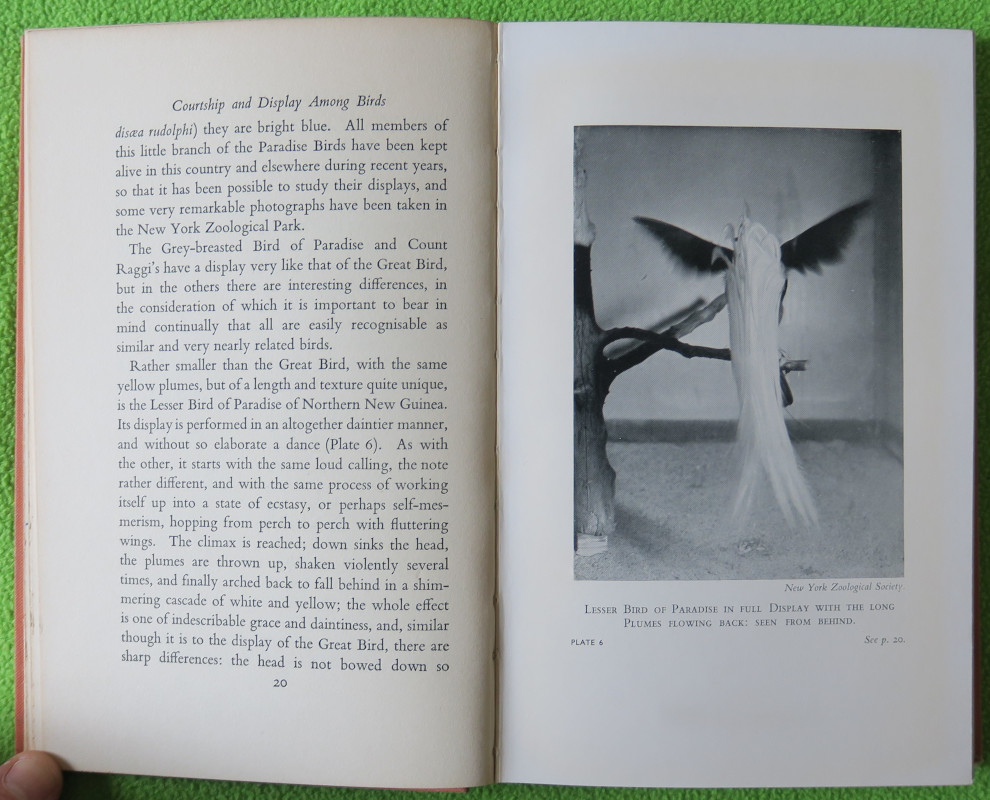 Courtship and Display Among Birds
disæa rudolphi) they are bright blue. All members of
this little branch of the Paradise Birds have been kept
alive in this country and elsewhere during recent years,
so that it has been possible to study their displays, and
some very remarkable photographs have been taken in
the New York Zoological Park.
The Grey-breasted Bird of Paradise and Count
Raggi's have a display very like that of the Great Bird,
but in the others there are interesting differences, in
the consideration of which it is important to bear in
mind continually that all are easily recognisable as
similar and very nearly related birds.
Rather smaller than the Great Bird, with the same
yellow plumes, but of a length and texture quite unique,
is the Lesser Bird of Paradise of Northern New Guinea.
Its display is performed in an altogether daintier manner,
and without so elaborate a dance (Plate 6). As with
the other, it starts with the same loud calling, the note
rather different, and with the same process of working
itself up into a state of ecstasy, or perhaps self-mes-
merism, hopping from perch to perch with fluttering
wings. The climax is reached; down sinks the head,
the plumes are thrown up, shaken violently several
times, and finally arched back to fall behind in a shim-
mering cascade of white and yellow; the whole effect
is one of indescribable grace and daintiness, and, similar
though it is to the display of the Great Bird, there are
sharp differences: the head is not bowed down so
20
New York Zoological Society
Lesser Bird of Paradise in full Display with the long
Plumes flowing back: seen from behind.
PLATE 6
See p. 20.